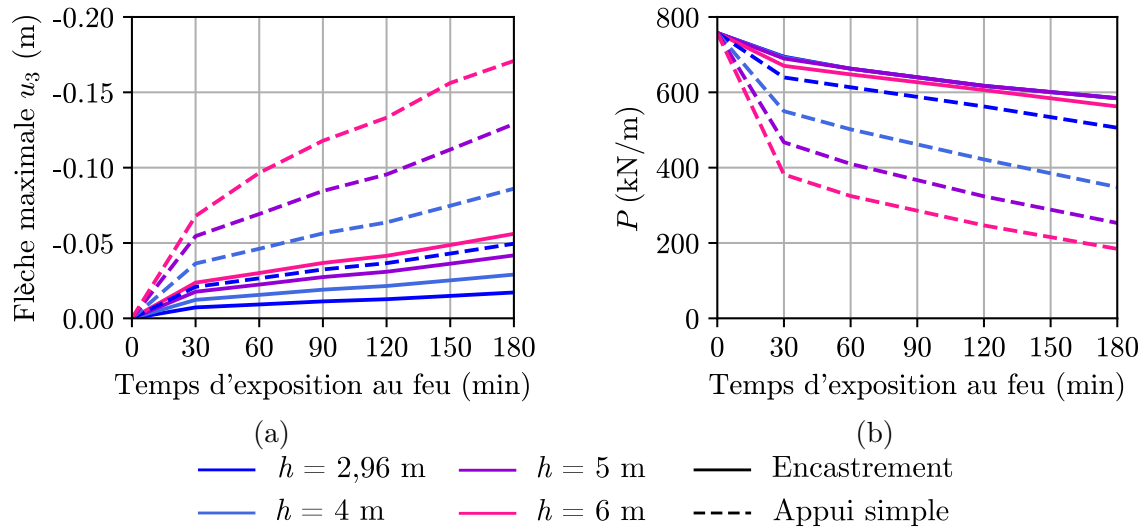 -0.20
-0.15
-0.10
-0.05
0.00
Flèche maximale u₃ (m)
0 30 60 90 120 150 180
Temps d'exposition au feu (min)
(a)
800
600
400
200
0
P (kN/m)
0 30 60 90 120 150 180
Temps d'exposition au feu (min)
(b)
h = 2,96 m
h = 5 m
Encastrement
h = 4 m
h = 6 m
Appui simple